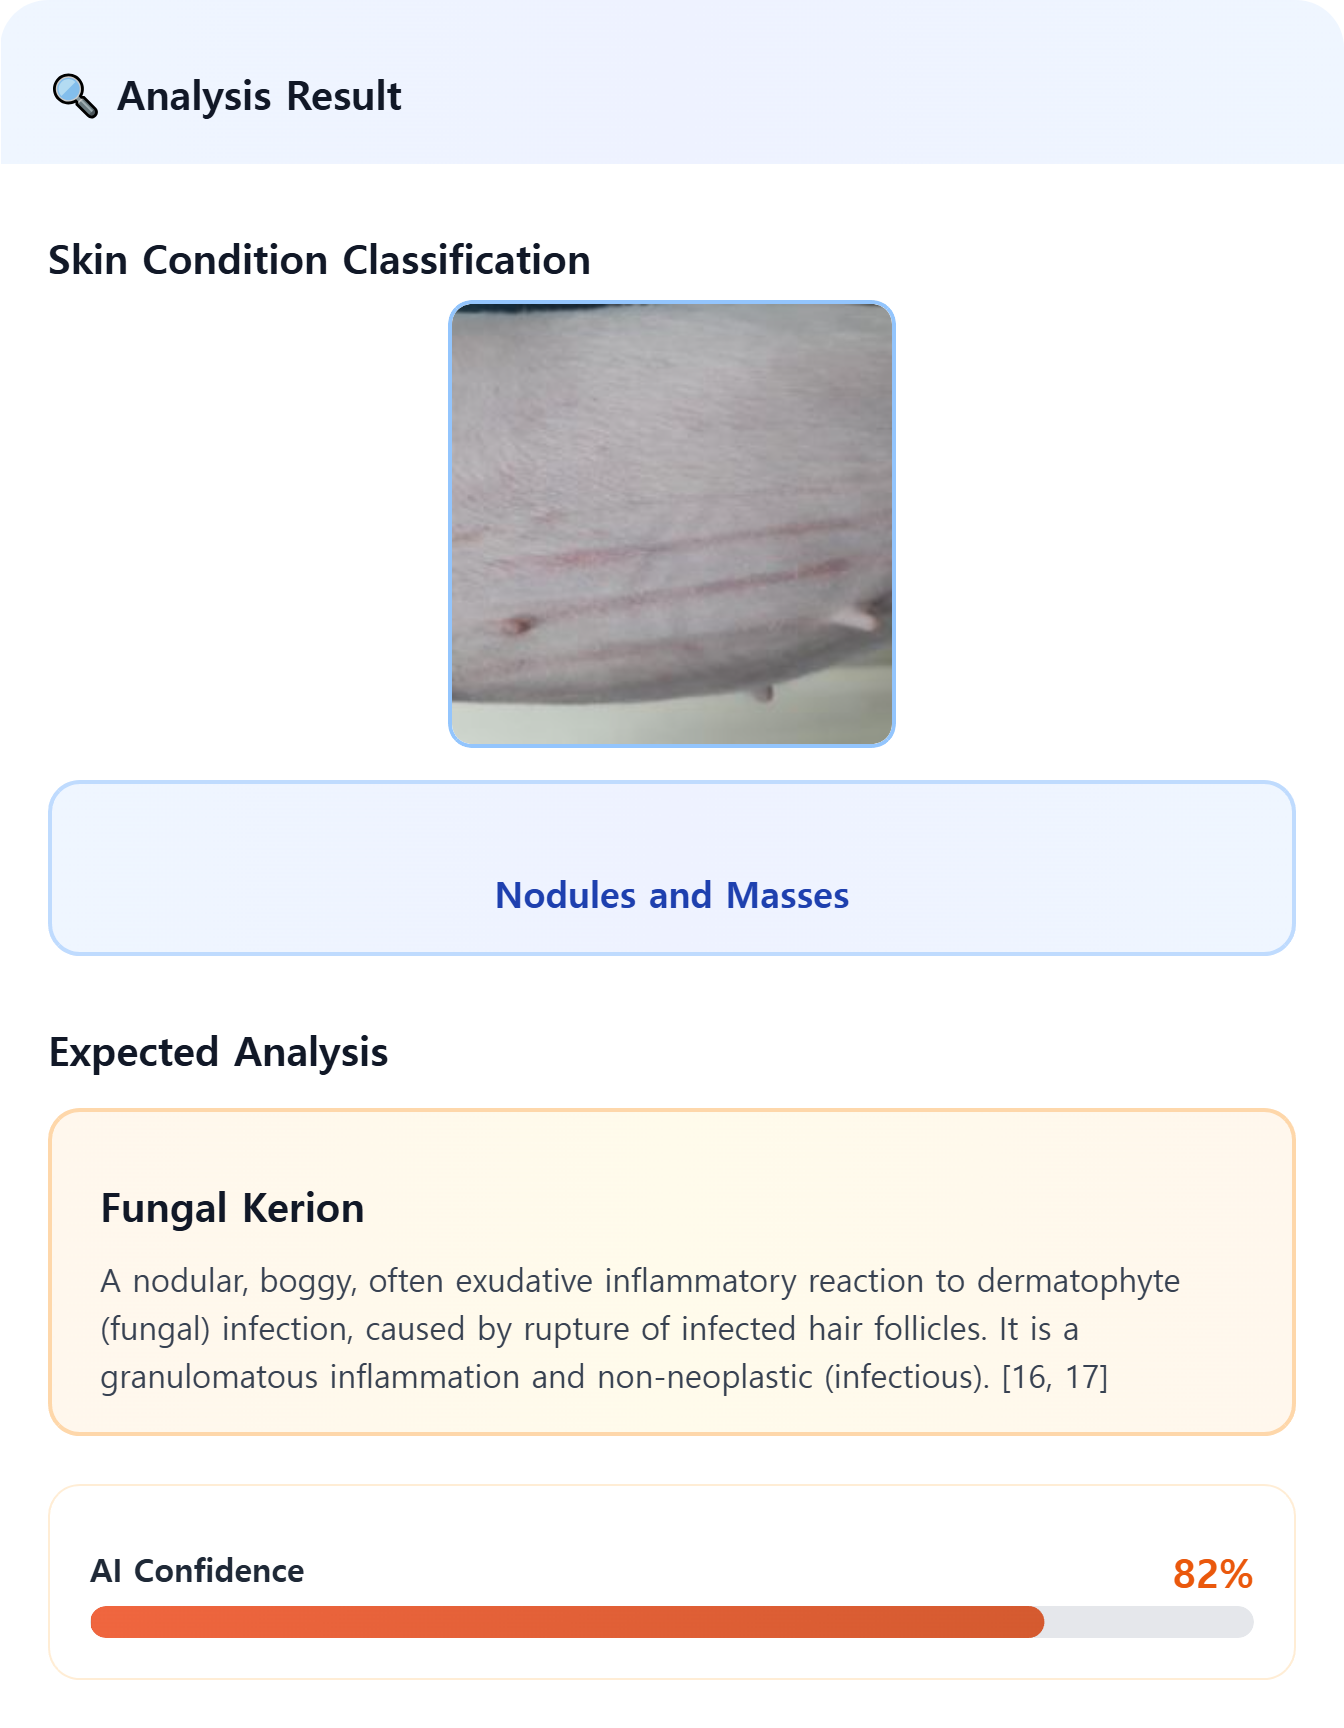 Analysis Result
Skin Condition Classification
Nodules and Masses
Expected Analysis
Fungal Kerion
A nodular, boggy, often exudative inflammatory reaction to dermatophyte
(fungal) infection, caused by rupture of infected hair follicles. It is a
granulomatous inflammation and non-neoplastic (infectious). [16, 17]
AI Confidence
82%